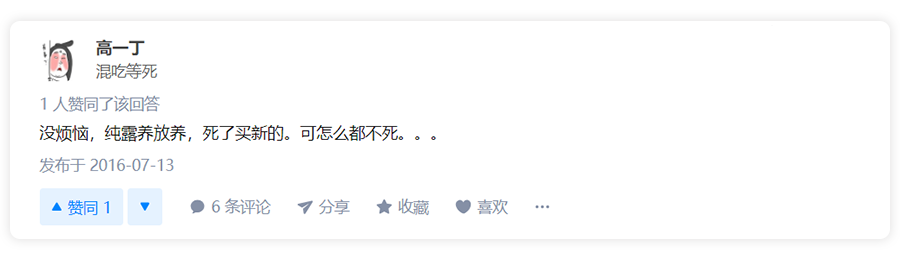 高一丁
混吃等死
1 人赞同了该回答
没烦恼，纯露养放养，死了买新的。可怎么都不死。。。
发布于 2016-07-13
赞同 1 6 条评论 分享 收藏 喜欢 ···